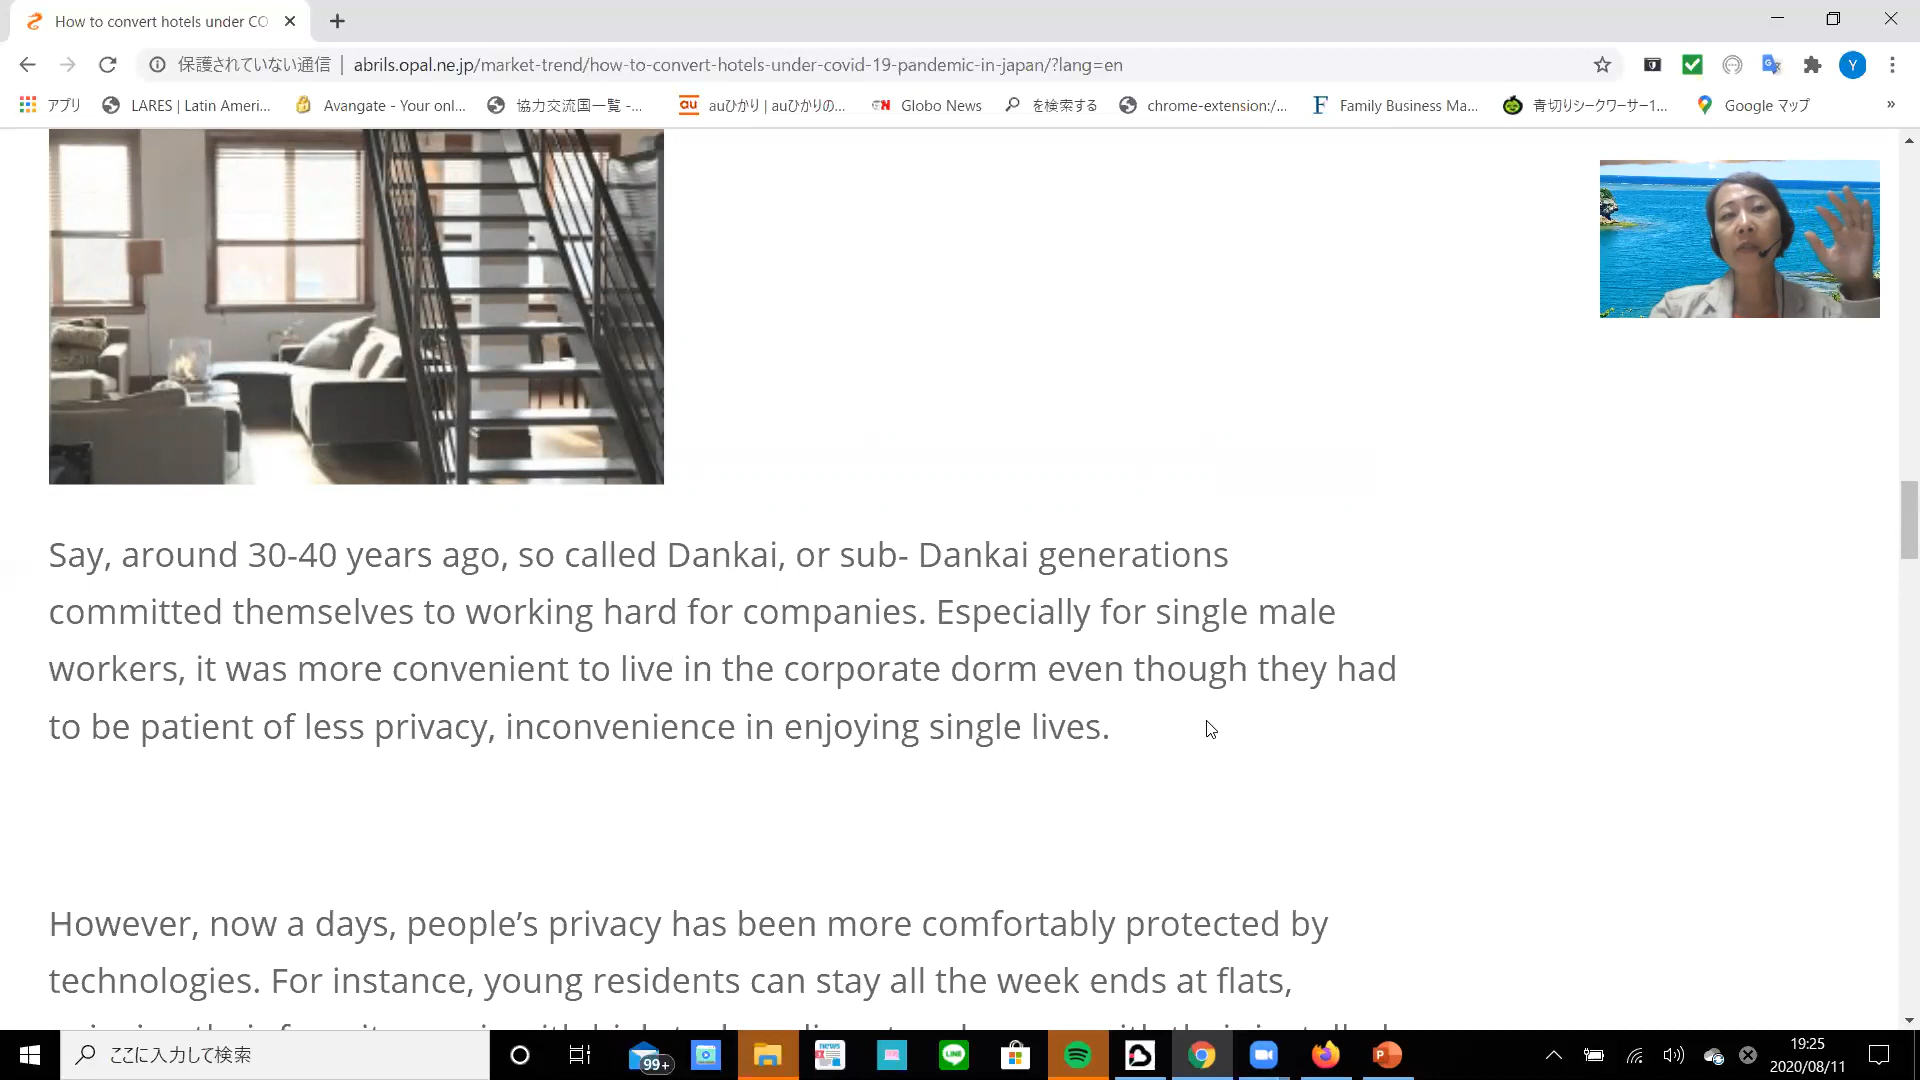 How to convert hotels under CO
保護されていない通信 | abrils.opal.ne.jp/market-trend/how-to-convert-hotels-under-covid-19-pandemic-in-japan/?lang=en
Y
アプリ LARES | Latin Ameri... Avangate - Your onl... 協力交流国一覧 -... au auひかり | auひかりの... Globo News を検索する chrome-extension:/... F Family Business Ma... 青切りシークワーサー1... Google マップ »
Say, around 30-40 years ago, so called Dankai, or sub- Dankai generations
committed themselves to working hard for companies. Especially for single male
workers, it was more convenient to live in the corporate dorm even though they had
to be patient of less privacy, inconvenience in enjoying single lives.
However, now a days, people’s privacy has been more comfortably protected by
technologies. For instance, young residents can stay all the week ends at flats,
ここに入力して検索
99+
news
LINE
19:25
2020/08/11